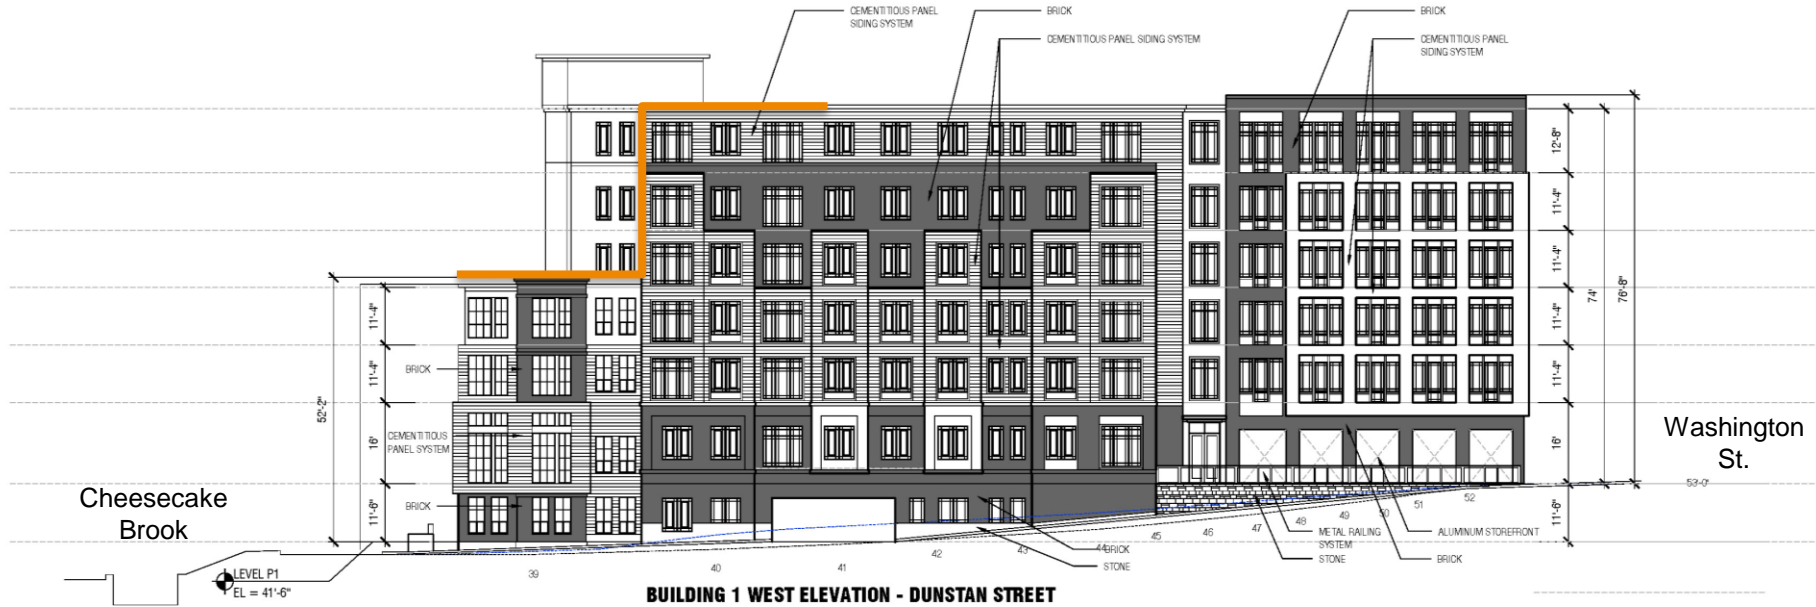 CEMENTITIOUS PANEL
SIDING SYSTEM
BRICK
CEMENTITIOUS PANEL SIDING SYSTEM
BRICK
CEMENTITIOUS PANEL
SIDING SYSTEM
12'-8"
11'-4"
11'-4"
11'-4"
11'-4"
16'
11'-6"
74'
76'-8"
52'-2"
11'-4"
11'-4"
16'
11'-6"
BRICK
CEMENTITIOUS
PANEL SYSTEM
BRICK
Cheesecake
Brook
Washington
St.
53'-0"
LEVEL P1
EL = 41'-6"
39
40
41
42
43
44
45
46
47
48
49
50
51
52
BRICK
STONE
METAL RAILING
SYSTEM
STONE
ALUMINUM STOREFRONT
BRICK
BUILDING 1 WEST ELEVATION - DUNSTAN STREET